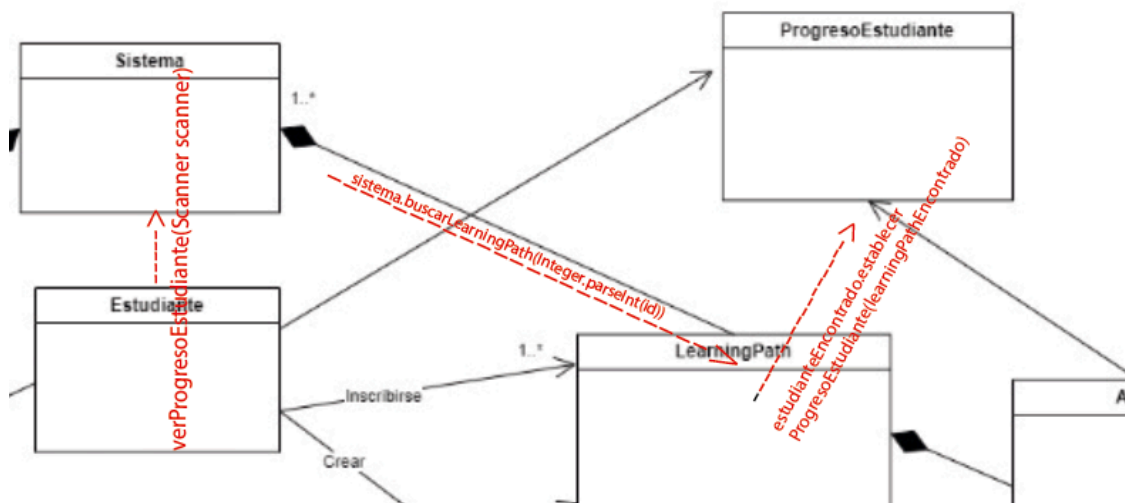 ProgresoEstudiante
Sistema
1..*
verProgresoEstudiante(Scanner scanner)
sistema.buscarLearningPath(Integer.parseInt(id))
estudianteEncontrado.establecer
ProgresoEstudiante(learningPathEncontrado)
Estudiante
1..*
LearningPath
Inscribirse
A
Crear